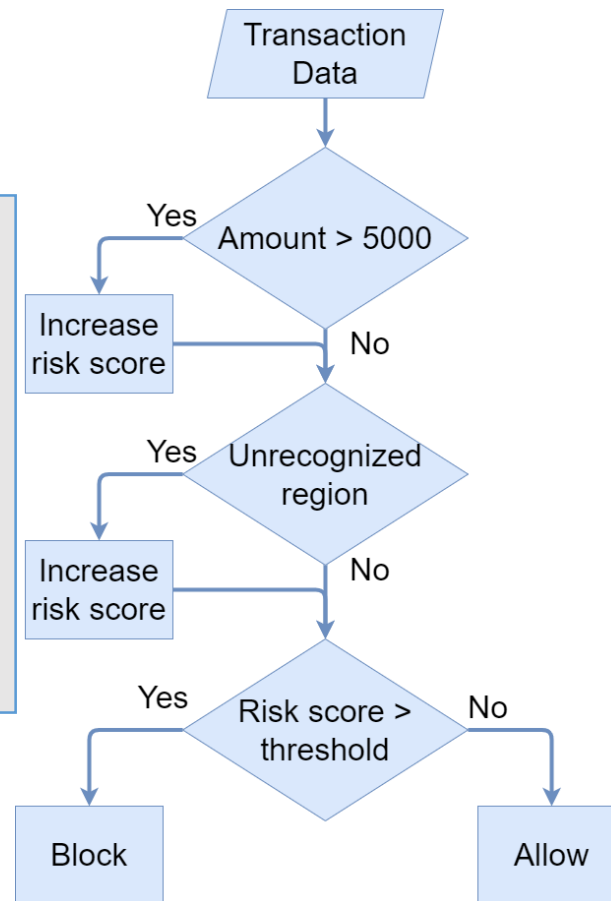 Transaction
Data
Yes
Amount > 5000
Increase
risk score
No
Yes
Unrecognized
region
Increase
risk score
No
Yes
Risk score >
threshold
No
Block
Allow